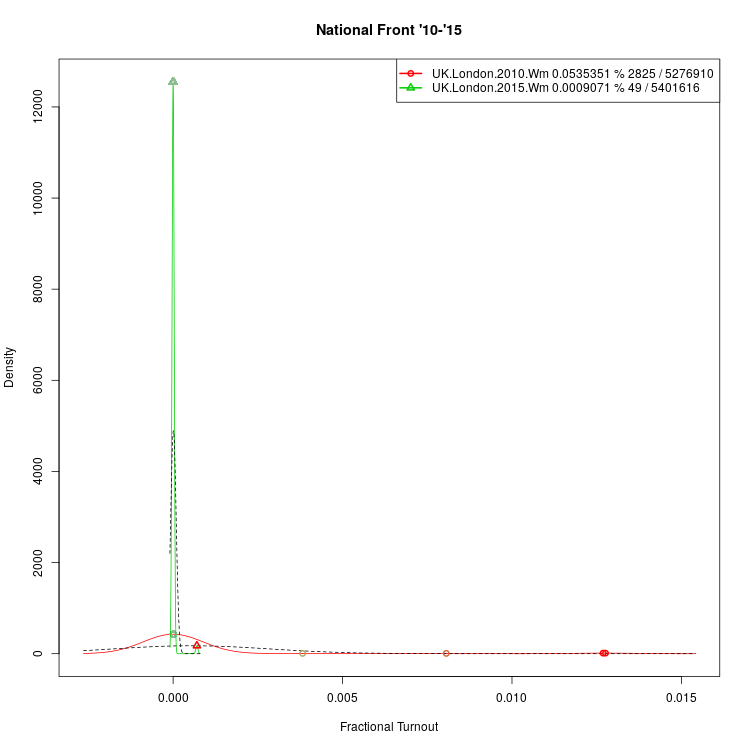 National Front '10-'15
UK.London.2010.Wm 0.0535351 % 2825 / 5276910
UK.London.2015.Wm 0.0009071 % 49 / 5401616
12000
10000
8000
6000
4000
2000
0
Density
0.000 0.005 0.010 0.015
Fractional Turnout